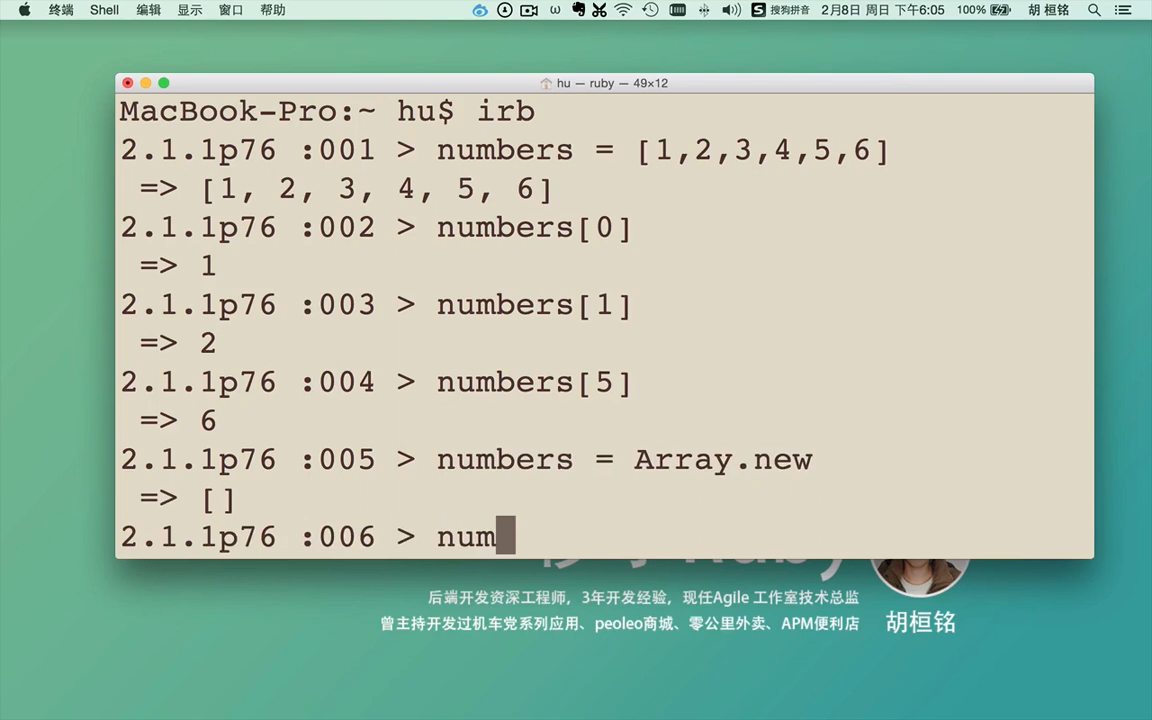 终端 Shell 编辑 显示 窗口 帮助 搜狗拼音 2月8日 周日 下午6:05 100% 胡 桓铭
hu — ruby — 49×12
MacBook-Pro:~ hu$ irb
2.1.1p76 :001 > numbers = [1,2,3,4,5,6]
=> [1, 2, 3, 4, 5, 6]
2.1.1p76 :002 > numbers[0]
=> 1
2.1.1p76 :003 > numbers[1]
=> 2
2.1.1p76 :004 > numbers[5]
=> 6
2.1.1p76 :005 > numbers = Array.new
=> []
2.1.1p76 :006 > num
后端开发资深工程师，3年开发经验，现任Agile 工作室技术总监
曾主持开发过机车党系列应用、peoleo商城、零公里外卖、APM便利店
胡桓铭